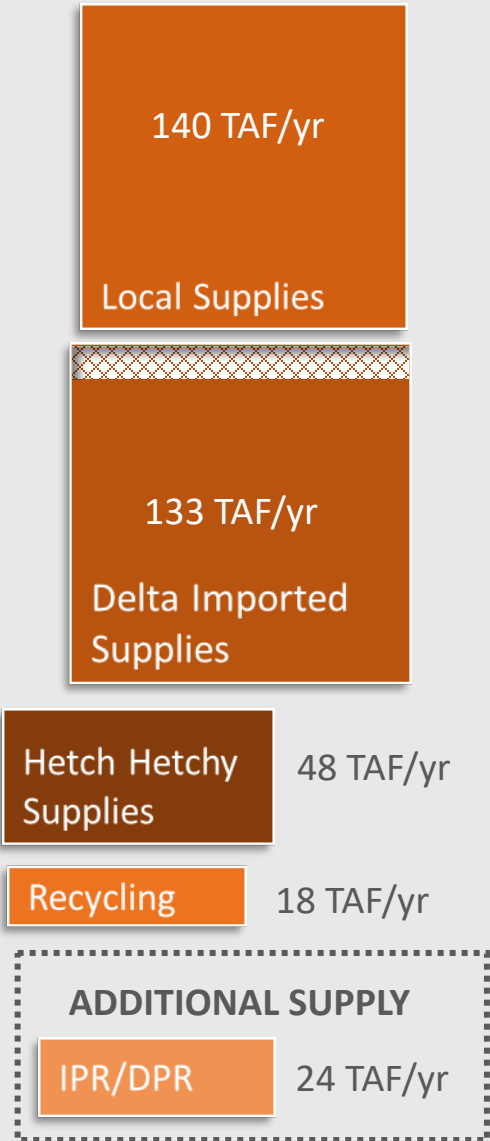 140 TAF/yr
Local Supplies
133 TAF/yr
Delta Imported
Supplies
Hetch Hetchy
Supplies
48 TAF/yr
Recycling
18 TAF/yr
ADDITIONAL SUPPLY
IPR/DPR
24 TAF/yr